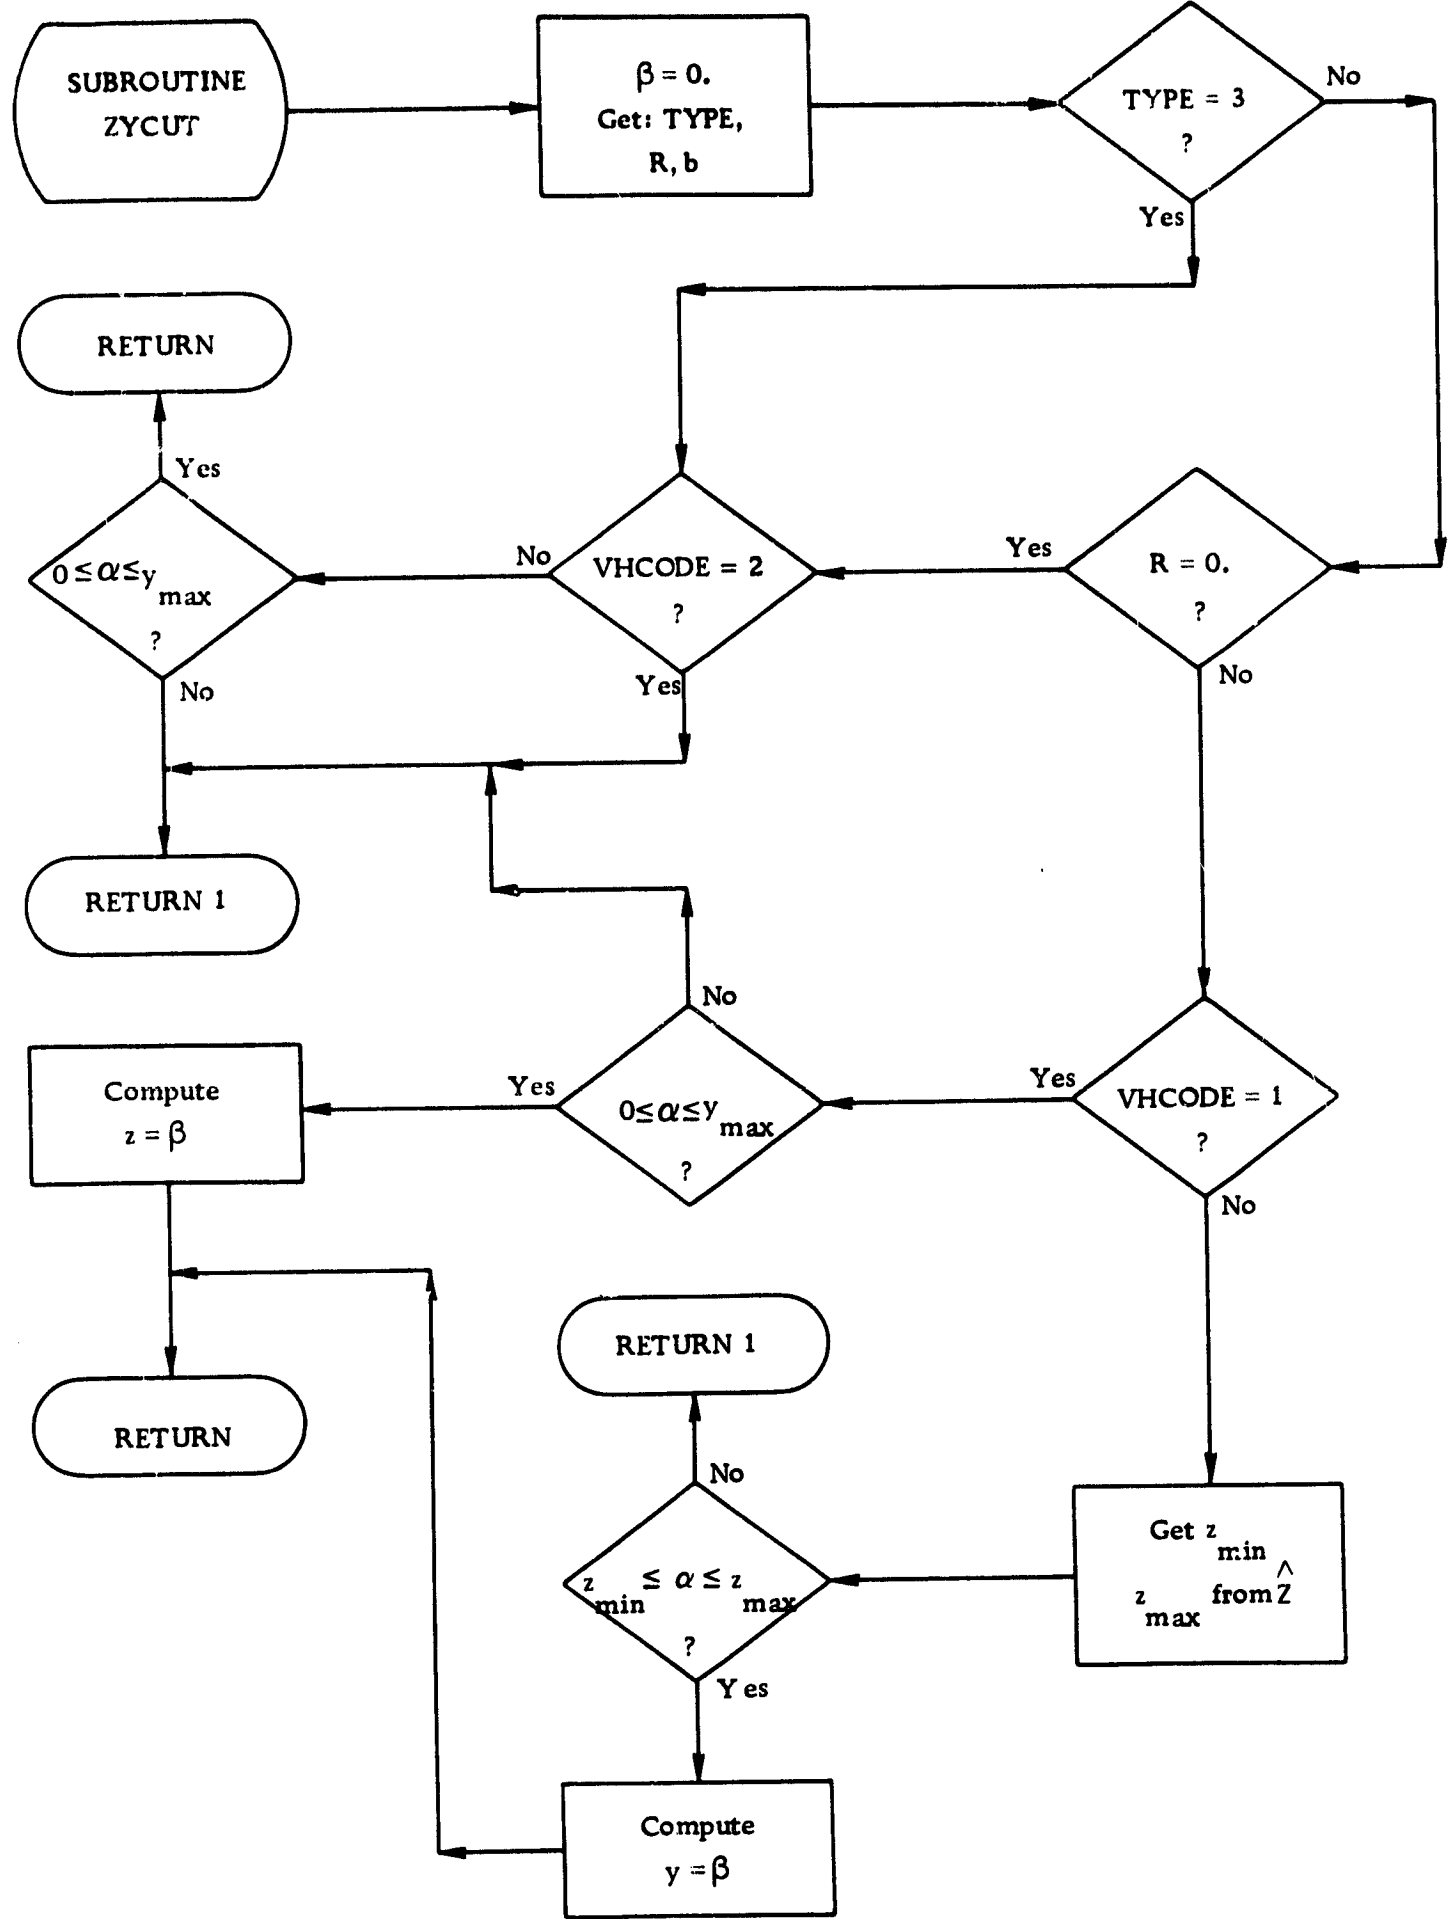 SUBROUTINE
ZYCUT
β = 0.
Get: TYPE,
R, b
TYPE = 3
?
No
Yes
RETURN
Yes
0 ≤ α ≤ y max
?
No
No
VHCODE = 2
?
Yes
Yes
R = 0.
?
No
RETURN 1
No
Compute
z = β
Yes
0 ≤ α ≤ y max
?
Yes
VHCODE = 1
?
No
RETURN 1
RETURN
No
z min ≤ α ≤ z max
?
Yes
Get z min
z max from Ẑ
Compute
y = β